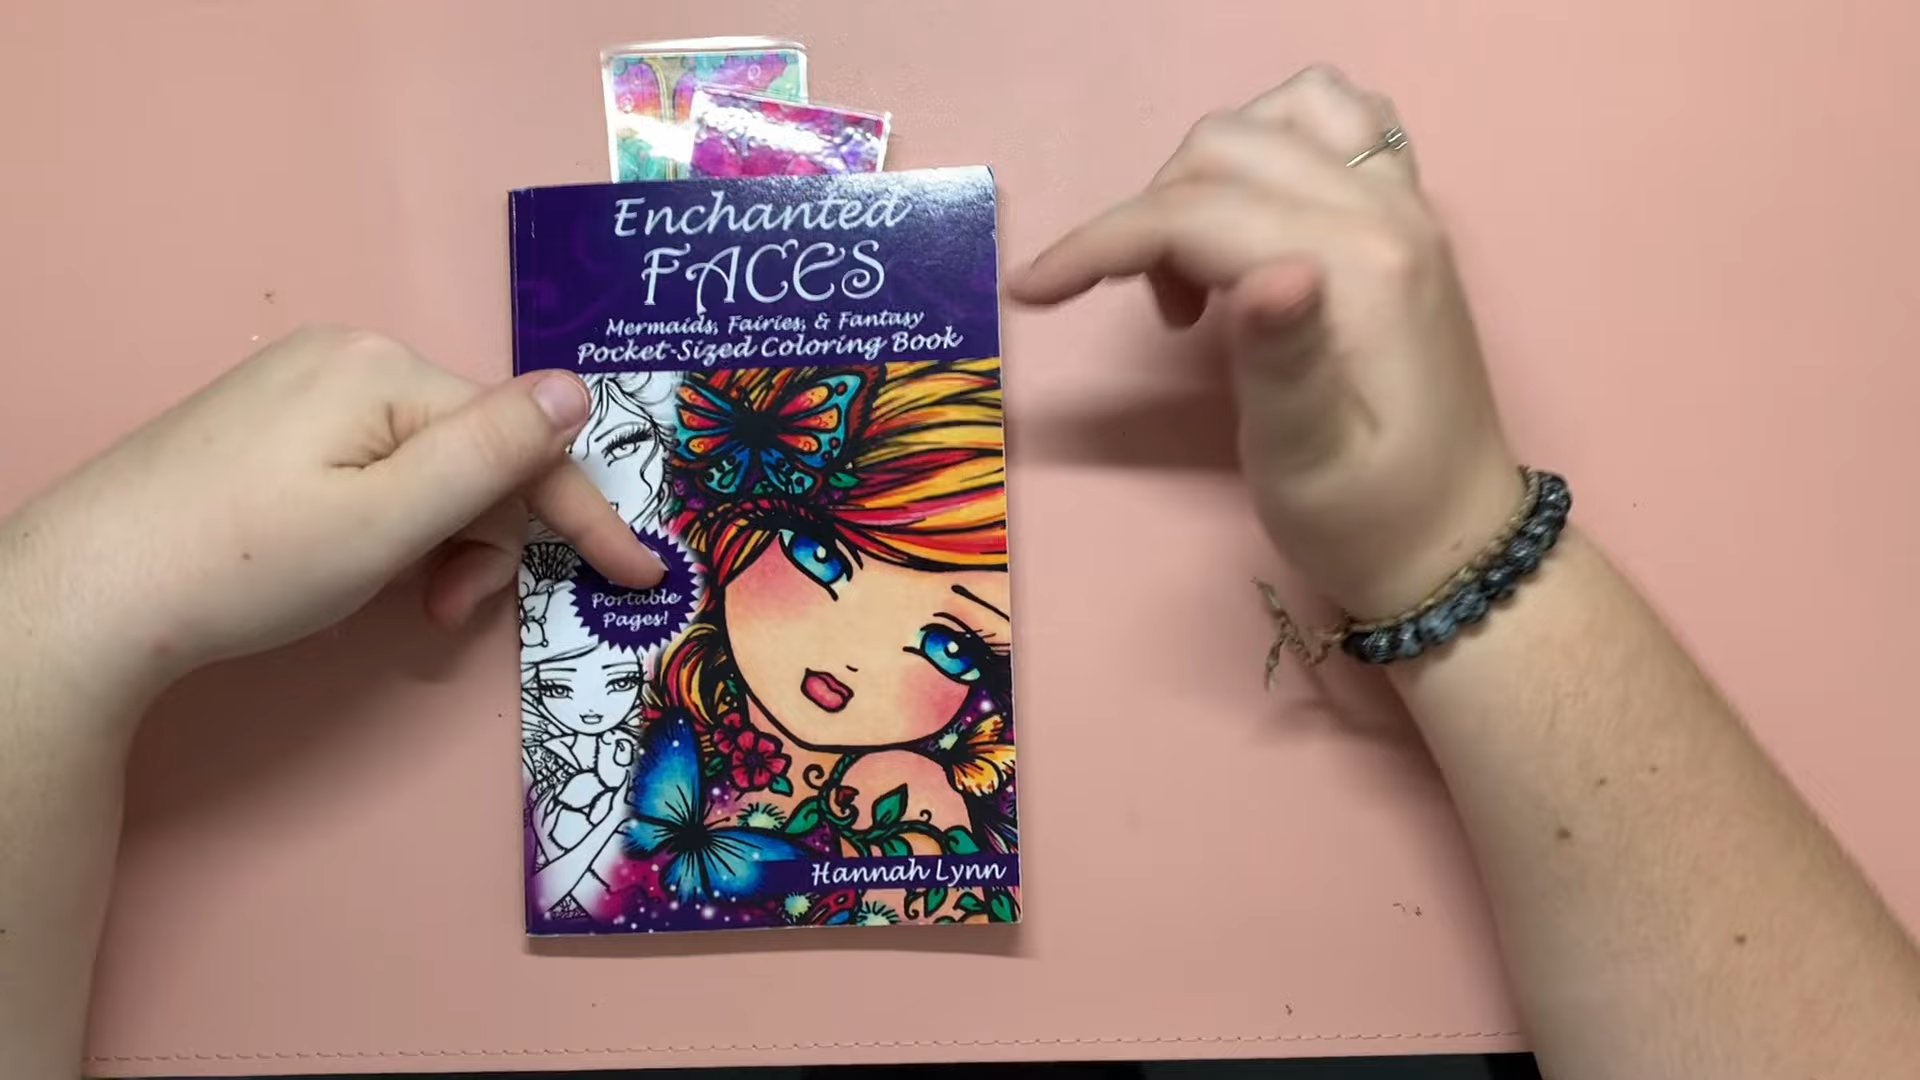 Enchanted
FACES
Mermaids, Fairies, & Fantasy
Pocket-Sized Coloring Book
Portable
Pages!
Hannah Lynn